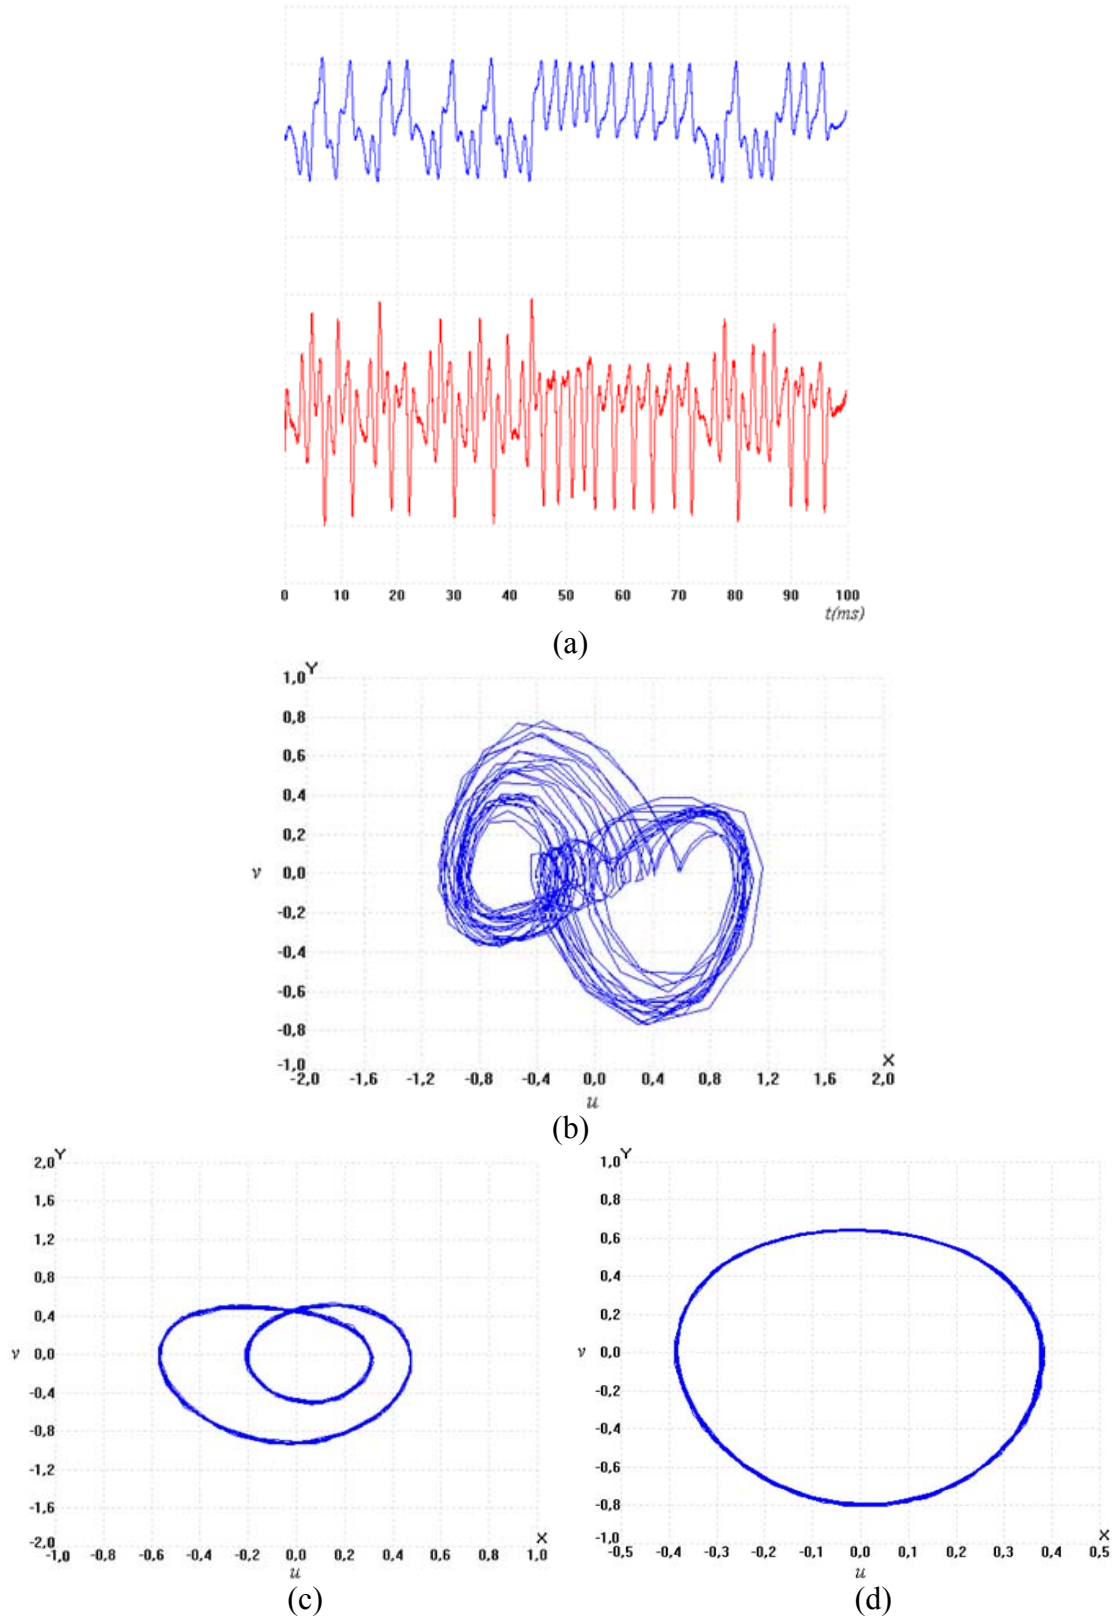 0 10 20 30 40 50 60 70 80 90 100
t(ms)
(a)
Y
1,0
0,8
0,6
0,4
0,2
v 0,0
-0,2
-0,4
-0,6
-0,8
-1,0
X
-2,0 -1,6 -1,2 -0,8 -0,4 0,0 0,4 0,8 1,2 1,6 2,0
u
(b)
Y
2,0
1,6
1,2
0,8
0,4
v 0,0
-0,4
-0,8
-1,2
-1,6
-2,0
X
-1,0 -0,8 -0,6 -0,4 -0,2 0,0 0,2 0,4 0,6 0,8 1,0
u
(c)
Y
1,0
0,8
0,6
0,4
0,2
v 0,0
-0,2
-0,4
-0,6
-0,8
-1,0
X
-0,5 -0,4 -0,3 -0,2 -0,1 0,0 0,1 0,2 0,3 0,4 0,5
u
(d)